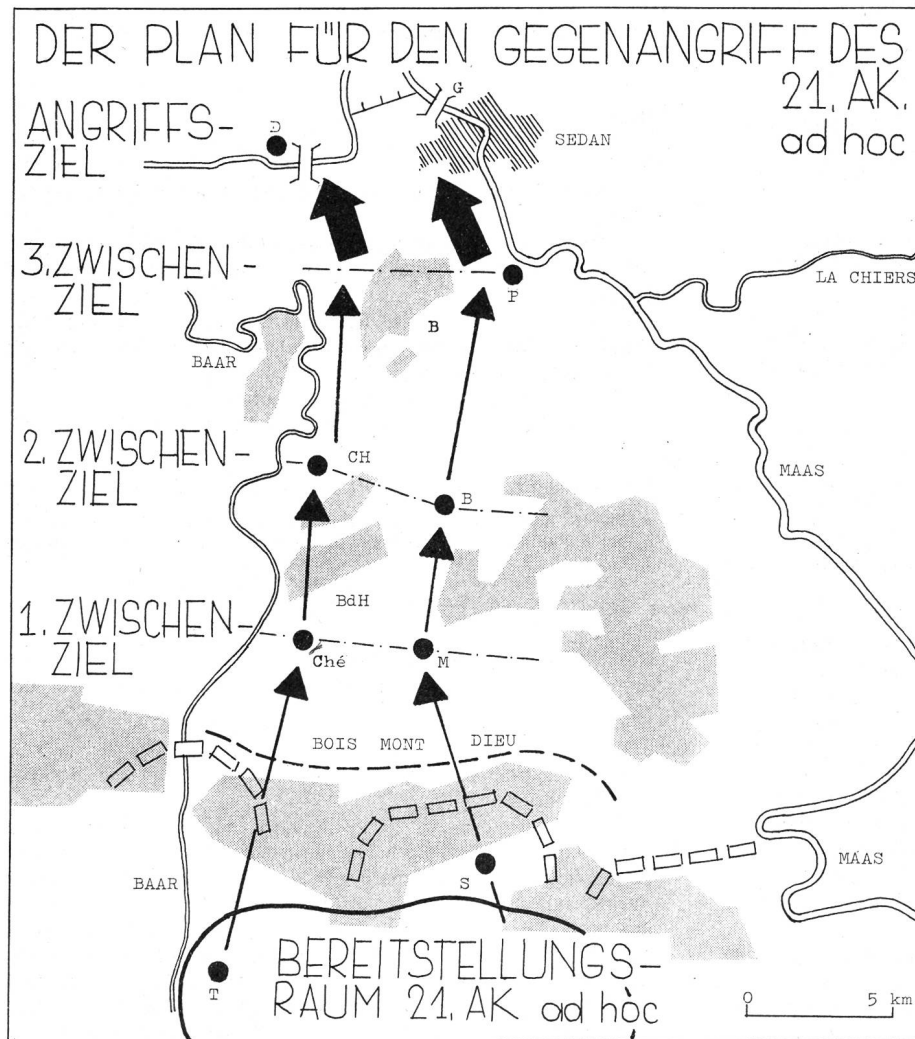 DER PLAN FÜR DEN GEGENANGRIFF DES
21. AK.
ad hoc
ANGRIFFS-
ZIEL
D
G
SEDAN
3. ZWISCHEN-
ZIEL
P
LA CHIERS
B
BAAR
2. ZWISCHEN-
ZIEL
CH
B
MAAS
BdH
1. ZWISCHEN-
ZIEL
Ché
M
BOIS MONT DIEU
BAAR
S
MAAS
T
BEREITSTELLUNGS-
RAUM 21. AK ad hoc
0 5 km